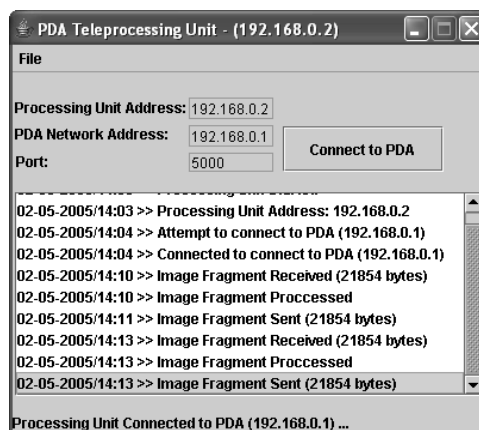 PDA Teleprocessing Unit - (192.168.0.2)
File
Processing Unit Address: 192.168.0.2
PDA Network Address: 192.168.0.1
Port: 5000
Connect to PDA
02-05-2005/14:03 >> Processing Unit Address: 192.168.0.2
02-05-2005/14:04 >> Attempt to connect to PDA (192.168.0.1)
02-05-2005/14:04 >> Connected to connect to PDA (192.168.0.1)
02-05-2005/14:10 >> Image Fragment Received (21854 bytes)
02-05-2005/14:10 >> Image Fragment Proccessed
02-05-2005/14:11 >> Image Fragment Sent (21854 bytes)
02-05-2005/14:13 >> Image Fragment Received (21854 bytes)
02-05-2005/14:13 >> Image Fragment Proccessed
02-05-2005/14:13 >> Image Fragment Sent (21854 bytes)
Processing Unit Connected to PDA (192.168.0.1) ...